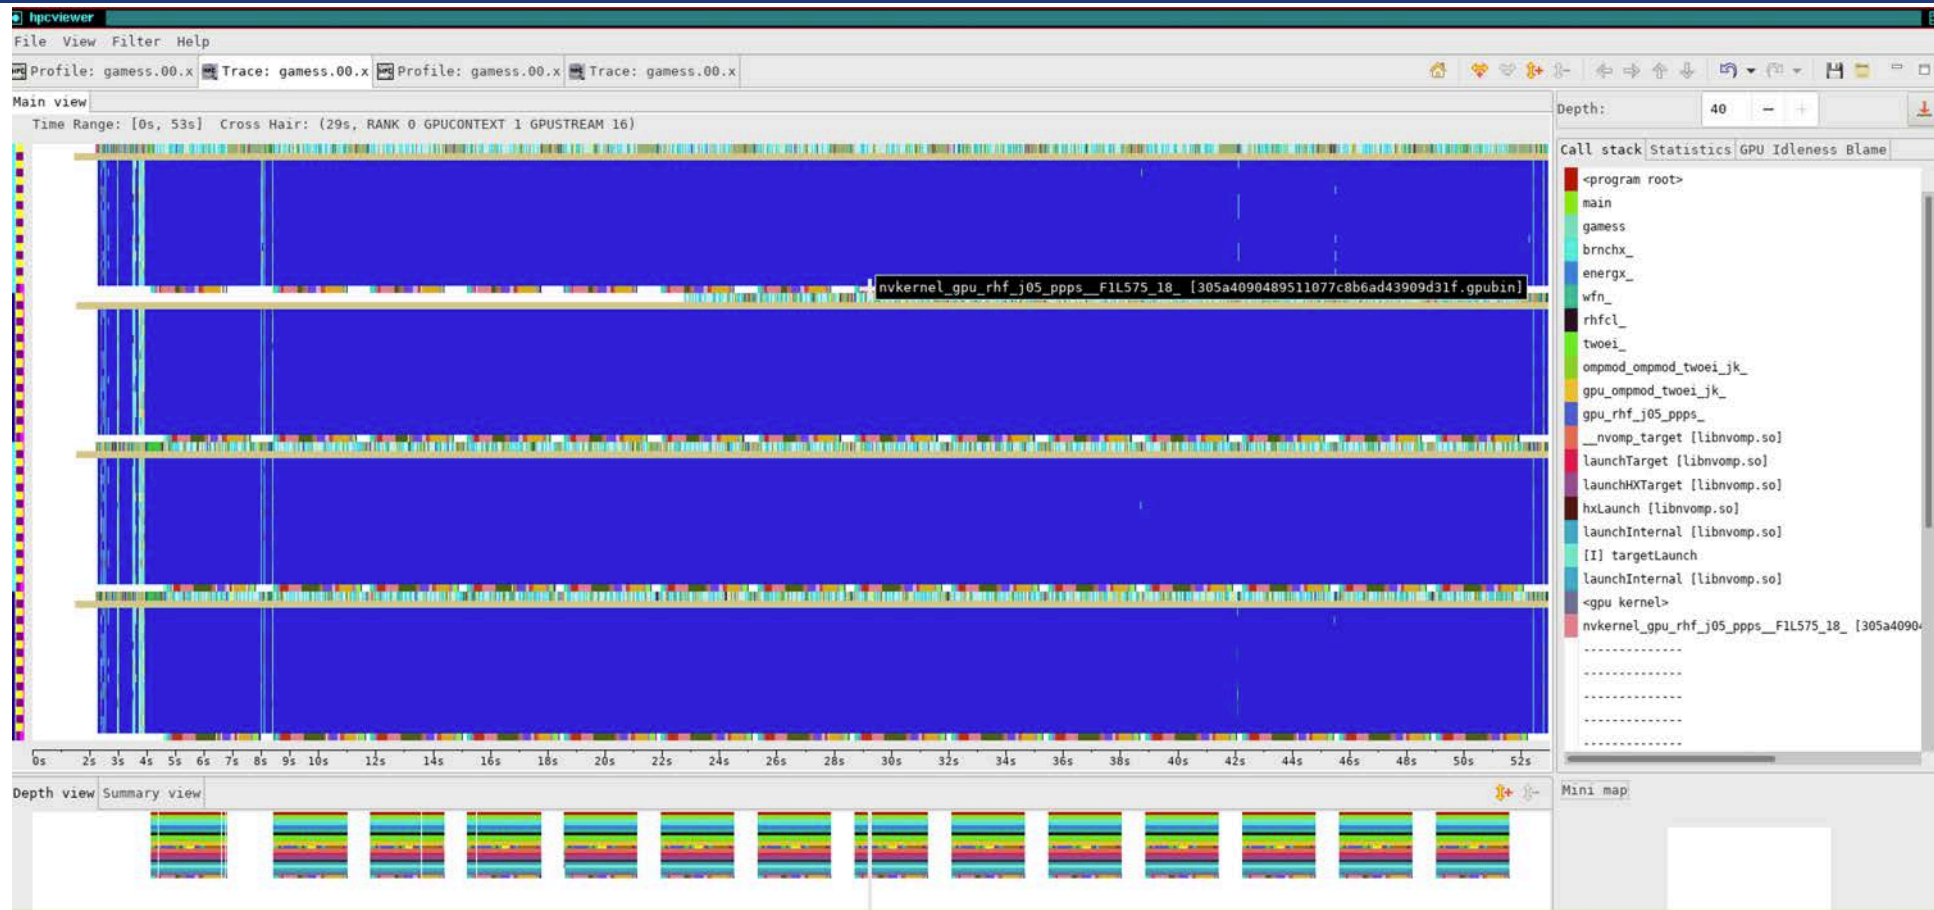 hpcviewer
File View Filter Help
Profile: gamess.00.x Trace: gamess.00.x Profile: gamess.00.x Trace: gamess.00.x
Main view
Time Range: [0s, 53s] Cross Hair: (29s, RANK 0 GPUCONTEXT 1 GPUSTREAM 16)
nvkernel_gpu_rhf_j05_ppps__F1L575_18_ [305a4090489511077c8b6ad43909d31f.gpubin]
0s 2s 3s 4s 5s 6s 7s 8s 9s 10s 12s 14s 16s 18s 20s 22s 24s 26s 28s 30s 32s 34s 36s 38s 40s 42s 44s 46s 48s 50s 52s
Depth view Summary view
Depth: 40 − +
Call stack Statistics GPU Idleness Blame
<program root>
main
gamess
brnchx_
energx_
wfn_
rhfcl_
twoei_
ompmod_ompmod_twoei_jk_
gpu_ompmod_twoei_jk_
gpu_rhf_j05_ppps_
__nvomp_target [libnvomp.so]
launchTarget [libnvomp.so]
launchHXTarget [libnvomp.so]
hxLaunch [libnvomp.so]
launchInternal [libnvomp.so]
[I] targetLaunch
launchInternal [libnvomp.so]
<gpu kernel>
nvkernel_gpu_rhf_j05_ppps__F1L575_18_ [305a4090
--------------
--------------
--------------
--------------
--------------
Mini map